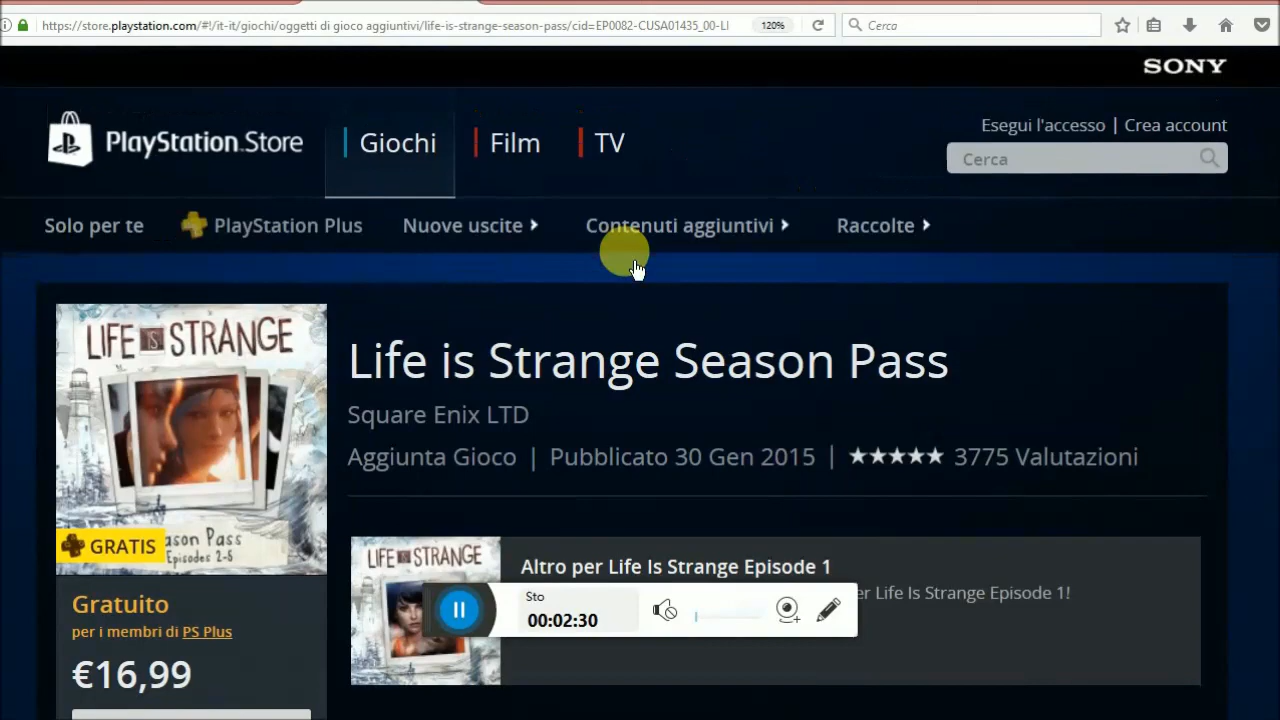 https://store.playstation.com/#!/it-it/giochi/oggetti di gioco aggiuntivi/life-is-strange-season-pass/cid=EP0082-CUSA01435_00-LI
120%
Cerca
SONY
PlayStation.Store
Giochi
Film
TV
Esegui l'accesso | Crea account
Cerca
Solo per te
PlayStation Plus
Nuove uscite
Contenuti aggiuntivi
Raccolte
LIFE IS STRANGE
ason Pass
Episodes 2-5
GRATIS
Life is Strange Season Pass
Square Enix LTD
Aggiunta Gioco | Pubblicato 30 Gen 2015 | ★★★★★ 3775 Valutazioni
Gratuito
per i membri di PS Plus
€16,99
LIFE IS STRANGE
Altro per Life Is Strange Episode 1
er Life Is Strange Episode 1!
Sto
00:02:30